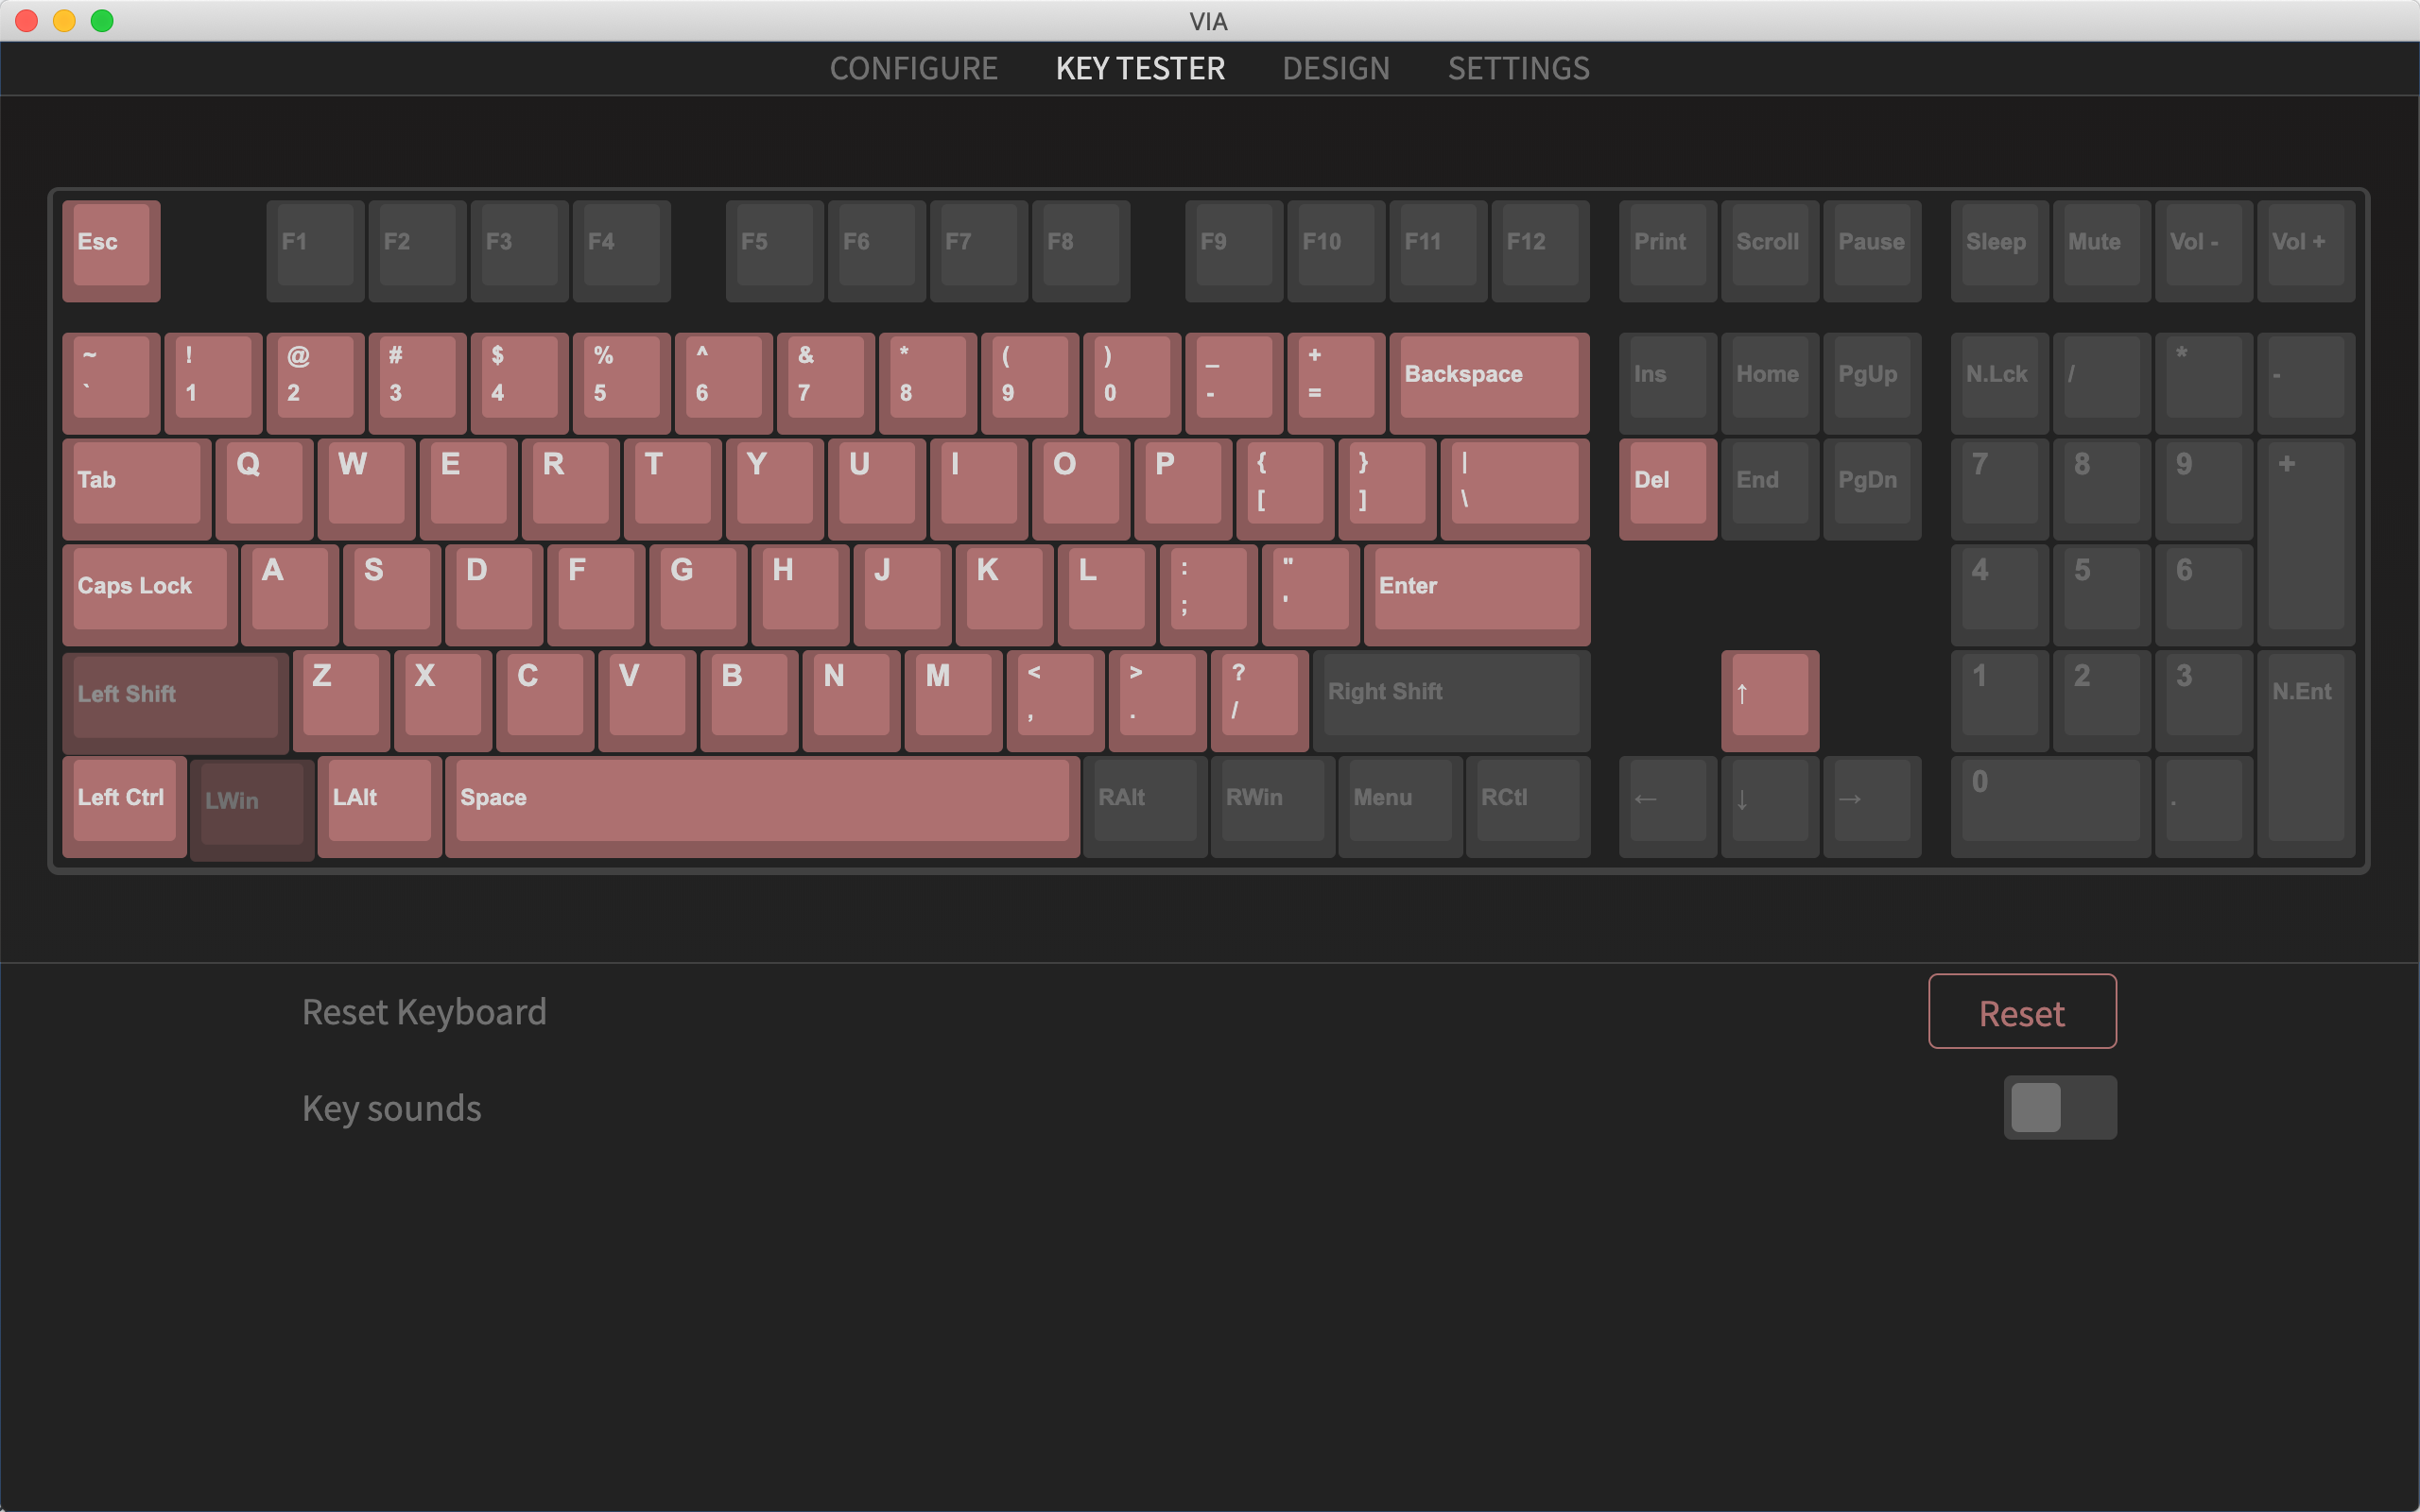 VIA
CONFIGURE KEY TESTER DESIGN SETTINGS
Esc F1 F2 F3 F4 F5 F6 F7 F8 F9 F10 F11 F12 Print Scroll Pause Sleep Mute Vol - Vol +
~ ! @ # $ % ^ & * ( ) _ +
` 1 2 3 4 5 6 7 8 9 0 - = Backspace Ins Home PgUp N.Lck / * -
Tab Q W E R T Y U I O P { } |
[ ] \ Del End PgDn 7 8 9 +
Caps Lock A S D F G H J K L : "
; ' Enter 4 5 6
Left Shift Z X C V B N M < > ?
, . / Right Shift ↑ 1 2 3 N.Ent
Left Ctrl LWin LAlt Space RAlt RWin Menu RCtl ← ↓ → 0 .
Reset Keyboard Reset
Key sounds